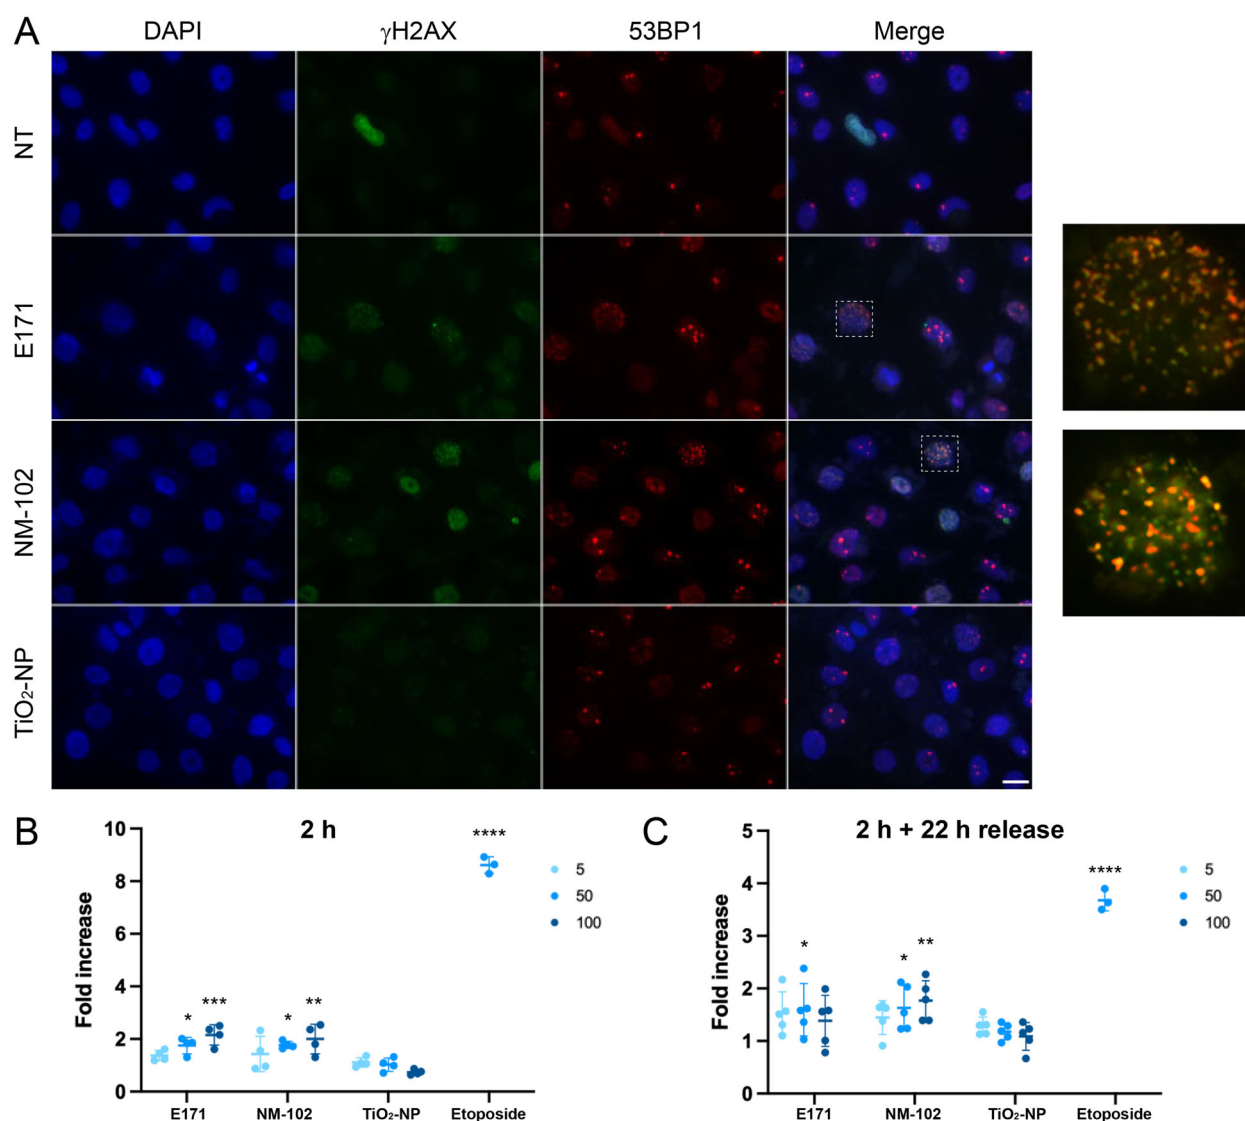 A
DAPI
γH2AX
53BP1
Merge
NT
E171
NM-102
TiO₂-NP
B
2 h
Fold increase
10
8
6
4
2
0
****
***
*
*
**
5
50
100
E171
NM-102
TiO₂-NP
Etoposide
C
2 h + 22 h release
Fold increase
5
4
3
2
1
0
****
*
*
**
5
50
100
E171
NM-102
TiO₂-NP
Etoposide